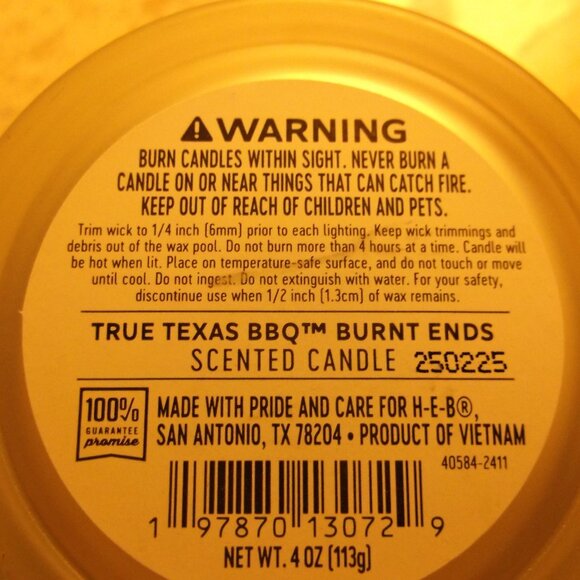 ⚠WARNING
BURN CANDLES WITHIN SIGHT. NEVER BURN A
CANDLE ON OR NEAR THINGS THAT CAN CATCH FIRE.
KEEP OUT OF REACH OF CHILDREN AND PETS.
Trim wick to 1/4 inch (6mm) prior to each lighting. Keep wick trimmings and
debris out of the wax pool. Do not burn more than 4 hours at a time. Candle will
be hot when lit. Place on temperature-safe surface, and do not touch or move
until cool. Do not ingest. Do not extinguish with water. For your safety,
discontinue use when 1/2 inch (1.3cm) of wax remains.
TRUE TEXAS BBQ™ BURNT ENDS
SCENTED CANDLE 250225
100%
GUARANTEE
promise
MADE WITH PRIDE AND CARE FOR H-E-B®,
SAN ANTONIO, TX 78204 • PRODUCT OF VIETNAM
40584-2411
1 97870 13072 9
NET WT. 4 OZ (113g)